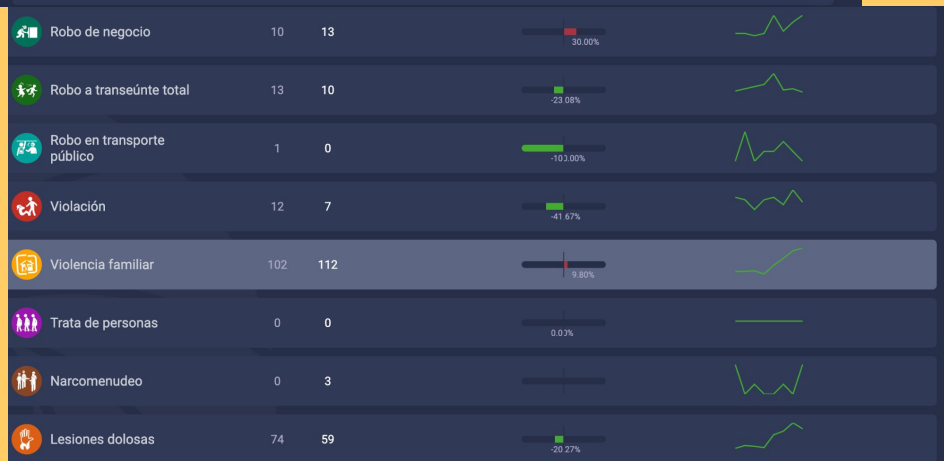 Robo de negocio 10 13 30.00%
Robo a transeúnte total 13 10 -23.08%
Robo en transporte
público 1 0 -100.00%
Violación 12 7 -41.67%
Violencia familiar 102 112 9.80%
Trata de personas 0 0 0.00%
Narcomenudeo 0 3
Lesiones dolosas 74 59 -20.27%